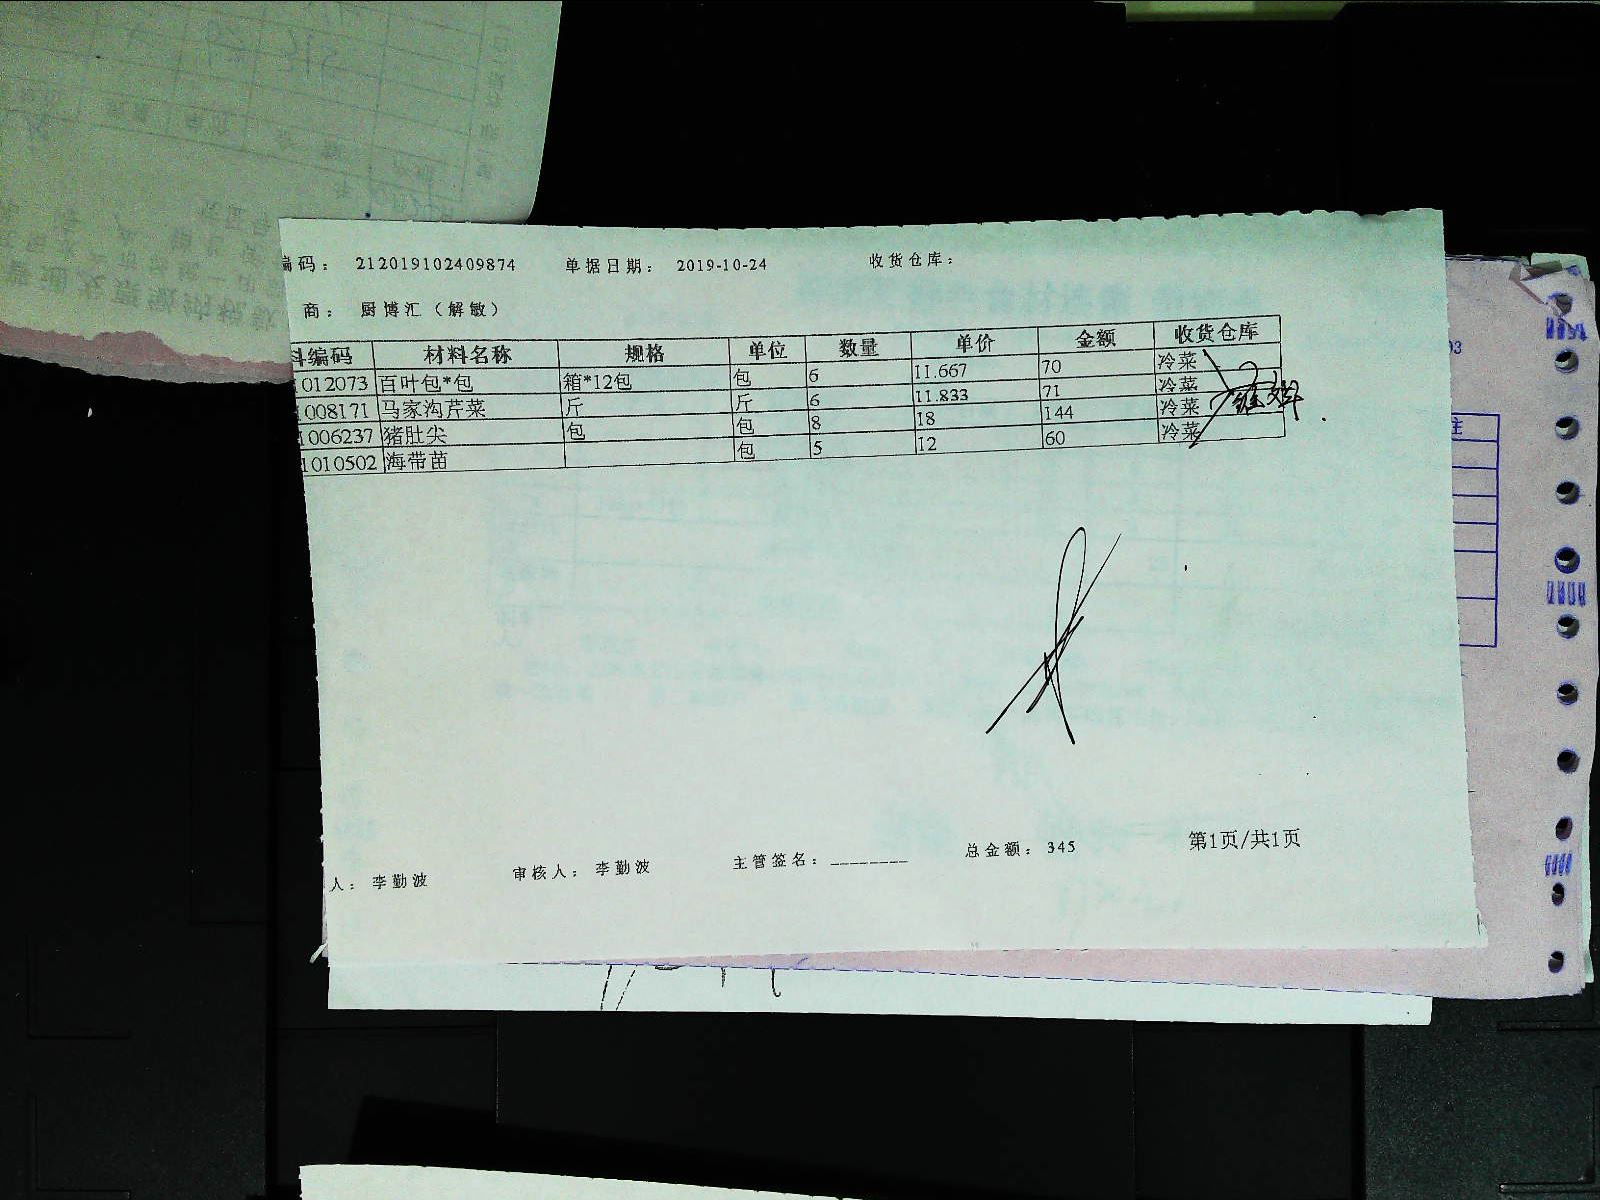 编码： 212019102409874 单据日期： 2019-10-24 收货仓库：
商： 厨博汇（解敏）
料编码 材料名称 规格 单位 数量 单价 金额 收货仓库
012073 百叶包*包 箱*12包 包 6 11.667 70 冷菜
1008171 马家沟芹菜 斤 斤 6 11.833 71 冷菜
1006237 猪肚尖 包 包 8 18 144 冷菜
1010502 海带苗 包 5 12 60 冷菜
人： 李勤波 审核人： 李勤波 主管签名：________ 总金额： 345 第1页/共1页